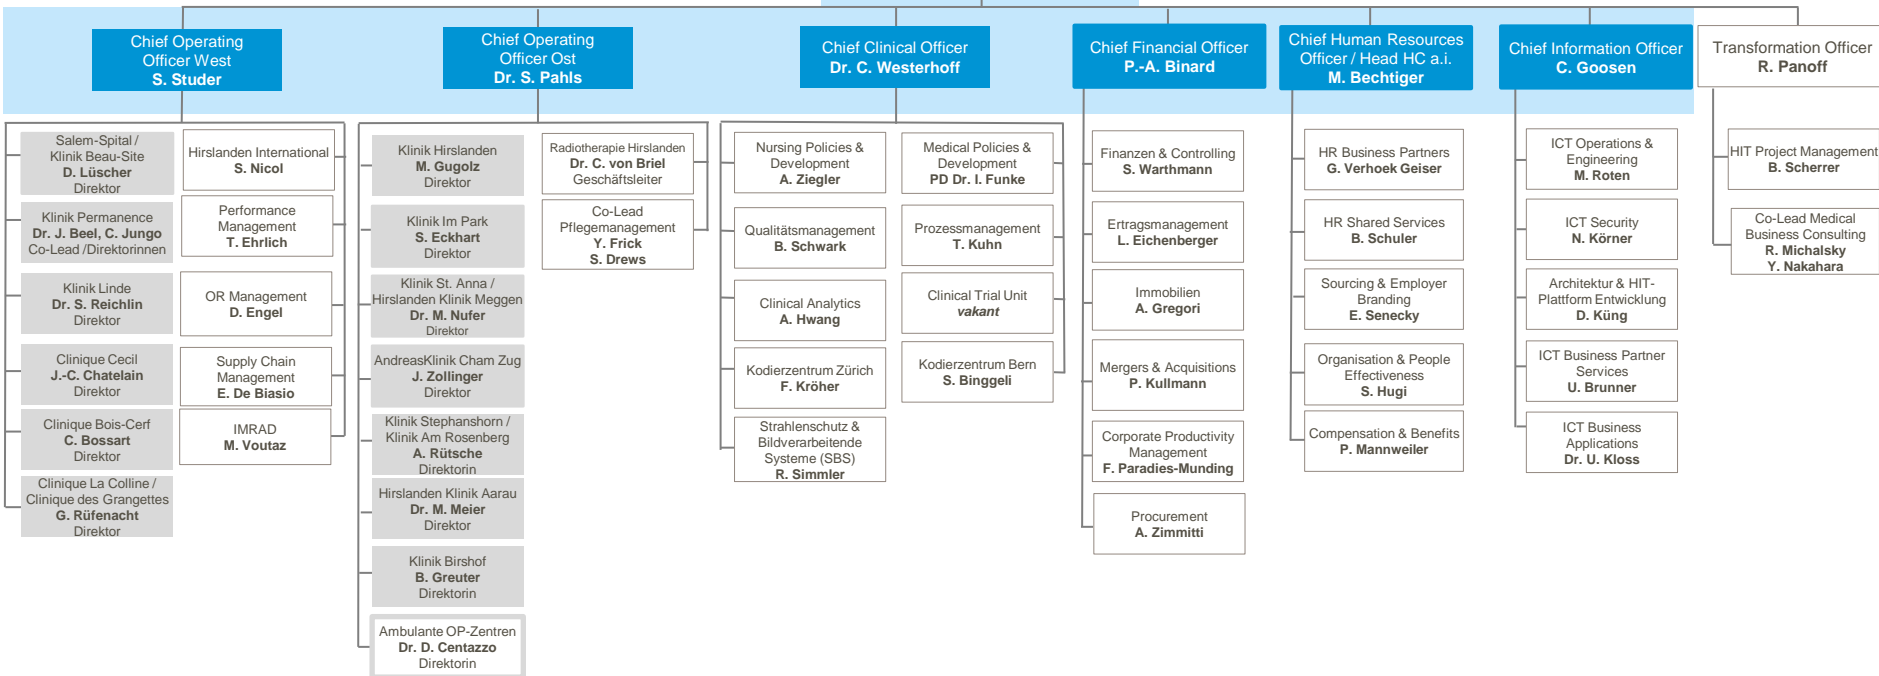 Chief Operating
Officer West
S. Studer
Chief Operating
Officer Ost
Dr. S. Pahls
Chief Clinical Officer
Dr. C. Westerhoff
Chief Financial Officer
P.-A. Binard
Chief Human Resources
Officer / Head HC a.i.
M. Bechtiger
Chief Information Officer
C. Goosen
Transformation Officer
R. Panoff
Salem-Spital /
Klinik Beau-Site
D. Lüscher
Direktor
Klinik Permanence
Dr. J. Beel, C. Jungo
Co-Lead /Direktorinnen
Klinik Linde
Dr. S. Reichlin
Direktor
Clinique Cecil
J.-C. Chatelain
Direktor
Clinique Bois-Cerf
C. Bossart
Direktor
Clinique La Colline /
Clinique des Grangettes
G. Rüfenacht
Direktor
Hirslanden International
S. Nicol
Performance
Management
T. Ehrlich
OR Management
D. Engel
Supply Chain
Management
E. De Biasio
IMRAD
M. Voutaz
Klinik Hirslanden
M. Gugolz
Direktor
Klinik Im Park
S. Eckhart
Direktor
Klinik St. Anna /
Hirslanden Klinik Meggen
Dr. M. Nufer
Direktor
AndreasKlinik Cham Zug
J. Zollinger
Direktor
Klinik Stephanshorn /
Klinik Am Rosenberg
A. Rütsche
Direktorin
Hirslanden Klinik Aarau
Dr. M. Meier
Direktor
Klinik Birshof
B. Greuter
Direktorin
Ambulante OP-Zentren
Dr. D. Centazzo
Direktorin
Radiotherapie Hirslanden
Dr. C. von Briel
Geschäftsleiter
Co-Lead
Pflegemanagement
Y. Frick
S. Drews
Nursing Policies &
Development
A. Ziegler
Qualitätsmanagement
B. Schwark
Clinical Analytics
A. Hwang
Kodierzentrum Zürich
F. Kröher
Strahlenschutz &
Bildverarbeitende
Systeme (SBS)
R. Simmler
Medical Policies &
Development
PD Dr. I. Funke
Prozessmanagement
T. Kuhn
Clinical Trial Unit
vakant
Kodierzentrum Bern
S. Binggeli
Finanzen & Controlling
S. Warthmann
Ertragsmanagement
L. Eichenberger
Immobilien
A. Gregori
Mergers & Acquisitions
P. Kullmann
Corporate Productivity
Management
F. Paradies-Munding
Procurement
A. Zimmitti
HR Business Partners
G. Verhoek Geiser
HR Shared Services
B. Schuler
Sourcing & Employer
Branding
E. Senecky
Organisation & People
Effectiveness
S. Hugi
Compensation & Benefits
P. Mannweiler
ICT Operations &
Engineering
M. Roten
ICT Security
N. Körner
Architektur & HIT-
Plattform Entwicklung
D. Küng
ICT Business Partner
Services
U. Brunner
ICT Business
Applications
Dr. U. Kloss
HIT Project Management
B. Scherrer
Co-Lead Medical
Business Consulting
R. Michalsky
Y. Nakahara